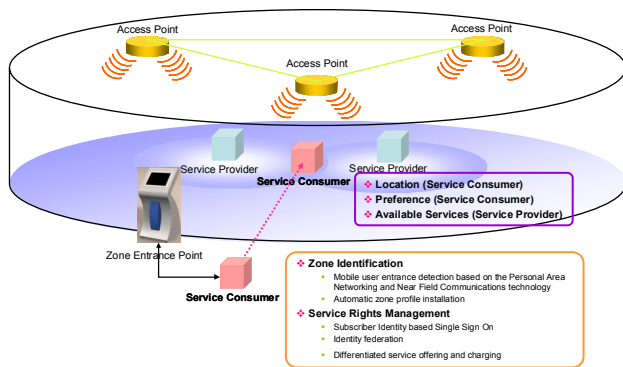 Access Point
Access Point
Access Point
Service Provider
Service Consumer
Service Provider
❖ Location (Service Consumer)
❖ Preference (Service Consumer)
❖ Available Services (Service Provider)
Zone Entrance Point
Service Consumer
❖ Zone Identification
• Mobile user entrance detection based on the Personal Area
Networking and Near Field Communications technology
• Automatic zone profile installation
❖ Service Rights Management
• Subscriber Identity based Single Sign On
• Identity federation
• Differentiated service offering and charging